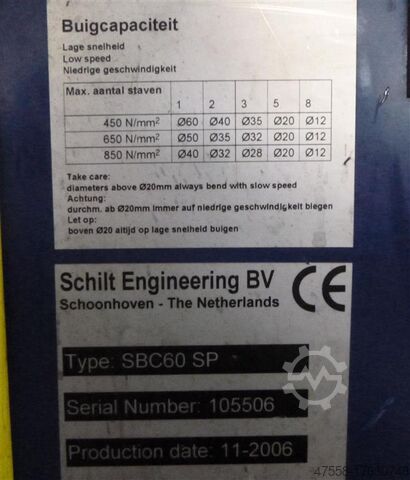 Buigcapaciteit
Lage snelheid
Low speed
Niedrige geschwindigkeit
Max. aantal staven 1 2 3 5 8
450 N/mm² Ø60 Ø40 Ø35 Ø20 Ø12
650 N/mm² Ø50 Ø35 Ø32 Ø20 Ø12
850 N/mm² Ø40 Ø32 Ø28 Ø20 Ø12
Take care:
diameters above Ø20mm always bend with slow speed
Achtung:
durchm. ab Ø20mm immer auf niedrige geschwindigkeit biegen
Let op:
boven Ø20 altijd op lage snelheid buigen
Schilt Engineering BV
Schoonhoven - The Netherlands
CE
Type: SBC60 SP
Serial Number: 105506
Production date: 11-2006